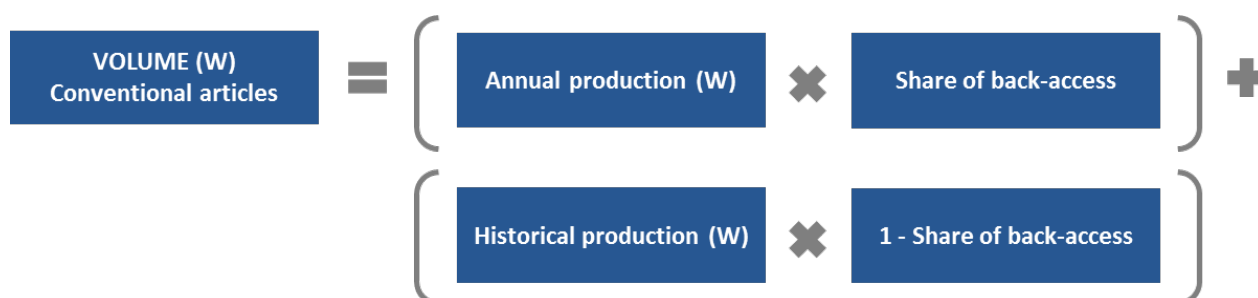 VOLUME (W)
Conventional articles
=
(
Annual production (W)
✖
Share of back-access
)
+
(
Historical production (W)
✖
1 - Share of back-access
)